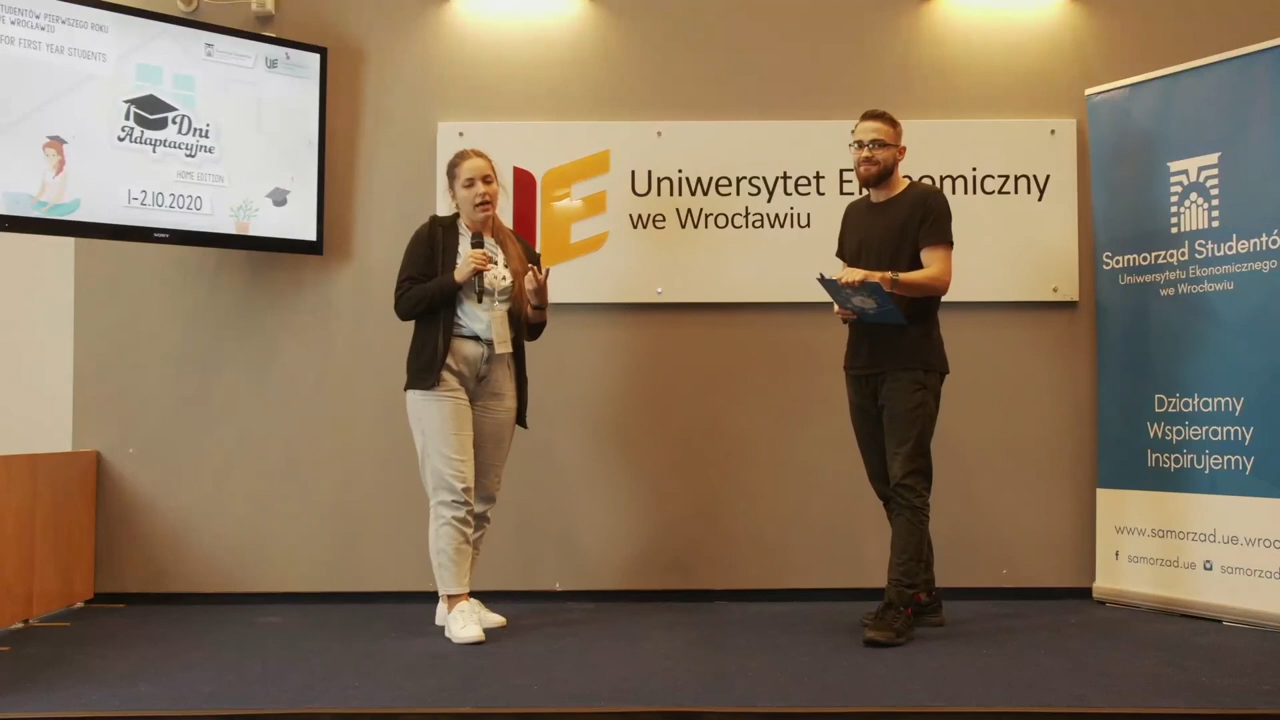 STUDENTÓW PIERWSZEGO ROKU
WE WROCŁAWIU
FOR FIRST YEAR STUDENTS
UE
Dni
Adaptacyjne
HOME EDITION
1-2.10.2020
SONY
UE
Uniwersytet Ekonomiczny
we Wrocławiu
Samorząd Studentó
Uniwersytetu Ekonomicznego
we Wrocławiu
Działamy
Wspieramy
Inspirujemy
www.samorzad.ue.wroc
f samorzad.ue samorzad